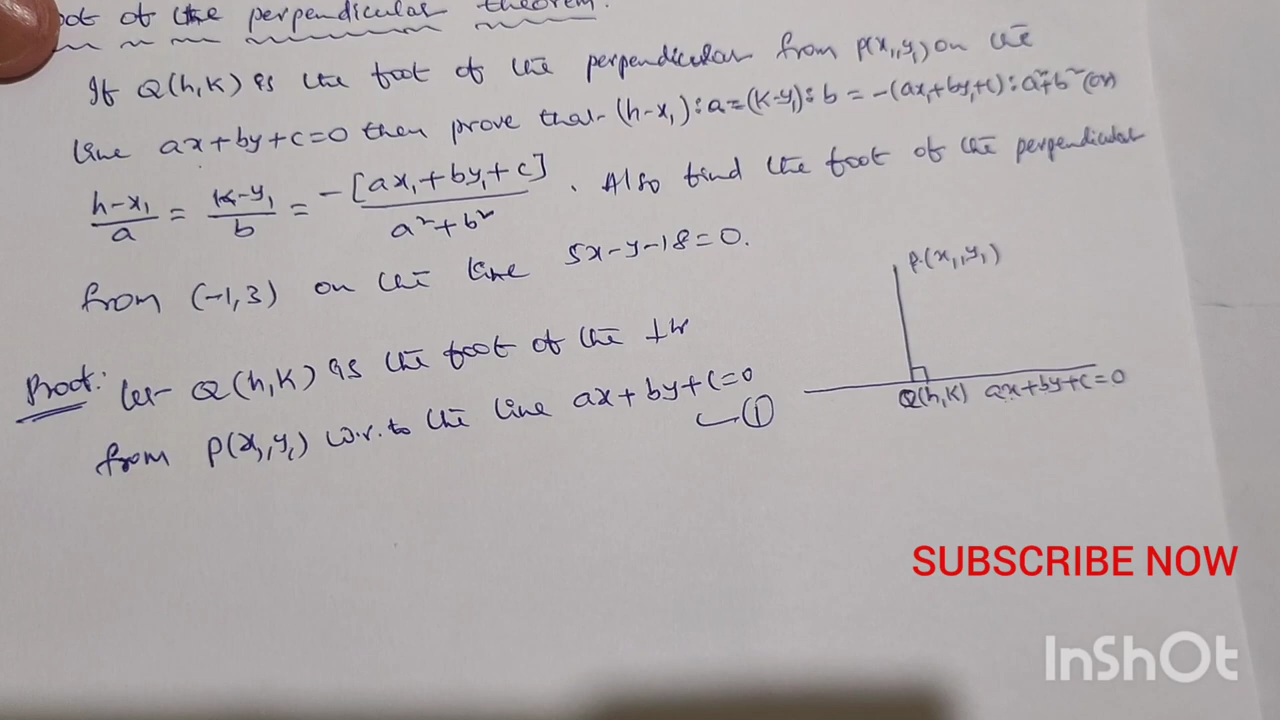 oot of the perpendicular theorem.
If Q(h,k) is the foot of the perpendicular from P(x₁,y₁) on the
line ax+by+c=0 then prove that (h-x₁):a=(k-y₁):b = -(ax₁+by₁+c):a²+b² (or)
h-x₁/a = k-y₁/b = -[ax₁+by₁+c]/a²+b². Also find the foot of the perpendicular
from (-1,3) on the line 5x-y-18=0.
P(x₁,y₁)
Proof: Let Q(h,k) is the foot of the ⊥r
from P(x₁,y₁) w.r.to the line ax+by+c=0
(1)
Q(h,k) ax+by+c=0
SUBSCRIBE NOW
InShOt